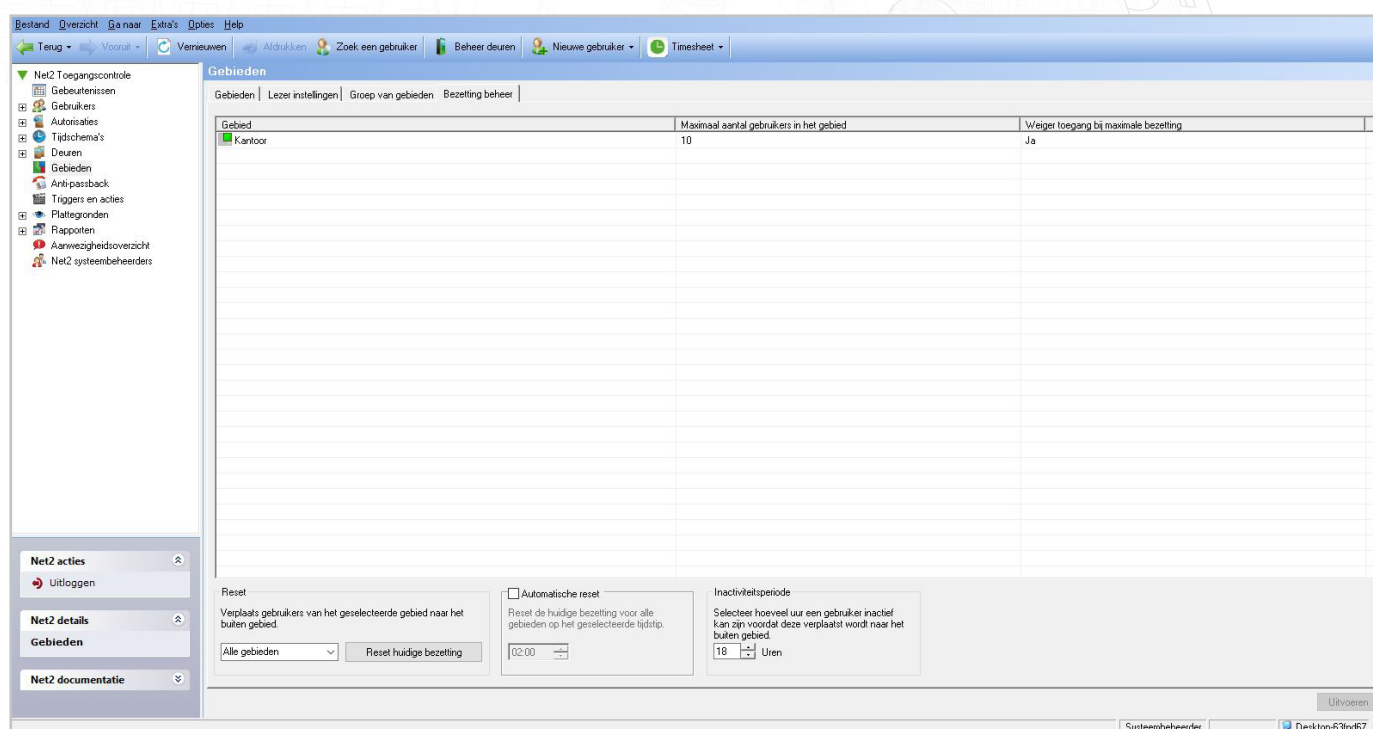 Bestand Overzicht Ga naar Extra's Opties Help
Terug Vooruit Vernieuwen Afdrukken Zoek een gebruiker Beheer deuren Nieuwe gebruiker Timesheet
Net2 Toegangscontrole
Gebeurtenissen
Gebruikers
Autorisaties
Tijdschema's
Deuren
Gebieden
Anti-passback
Triggers en acties
Plattegronden
Rapporten
Aanwezigheidsoverzicht
Net2 systeembeheerders
Net2 acties
Uitloggen
Net2 details
Gebieden
Net2 documentatie
Gebieden
Gebieden Lezer instellingen Groep van gebieden Bezetting beheer
Gebied Maximaal aantal gebruikers in het gebied Weiger toegang bij maximale bezetting
Kantoor 10 Ja
Reset
Verplaats gebruikers van het geselecteerde gebied naar het
buiten gebied.
Alle gebieden Reset huidige bezetting
Automatische reset
Reset de huidige bezetting voor alle
gebieden op het geselecteerde tijdstip.
02:00
Inactiviteitsperiode
Selecteer hoeveel uur een gebruiker inactief
kan zijn voordat deze verplaatst wordt naar het
buiten gebied.
18 Uren
Uitvoeren
Systeembeheerder Desktop-63fnd67